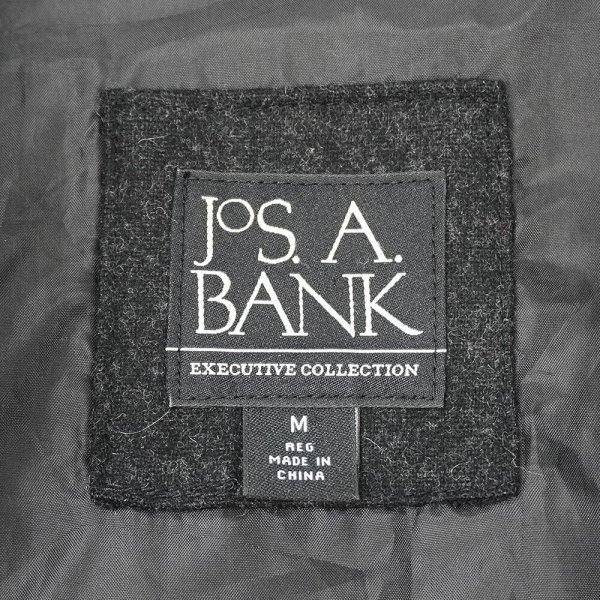 JoS. A.
BANK
EXECUTIVE COLLECTION
M
REG
MADE IN
CHINA